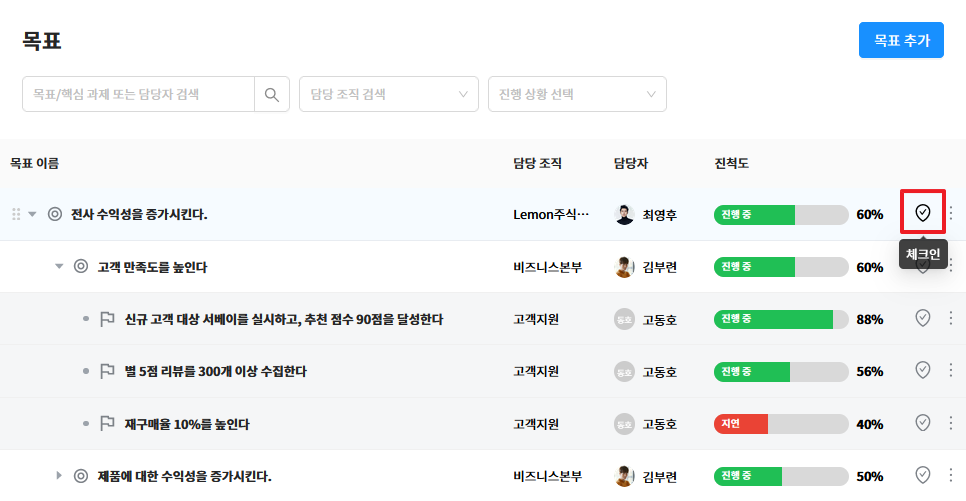 목표
목표 추가
목표/핵심 과제 또는 담당자 검색
담당 조직 검색
진행 상황 선택
목표 이름 담당 조직 담당자 진척도
전사 수익성을 증가시킨다. Lemon주식… 최영후 진행 중 60%
체크인
고객 만족도를 높인다 비즈니스본부 김부련 진행 중 60%
신규 고객 대상 서베이를 실시하고, 추천 점수 90점을 달성한다 고객지원 동호 고동호 진행 중 88%
별 5점 리뷰를 300개 이상 수집한다 고객지원 동호 고동호 진행 중 56%
재구매율 10%를 높인다 고객지원 동호 고동호 지연 40%
제품에 대한 수익성을 증가시킨다. 비즈니스본부 김부련 진행 중 50%